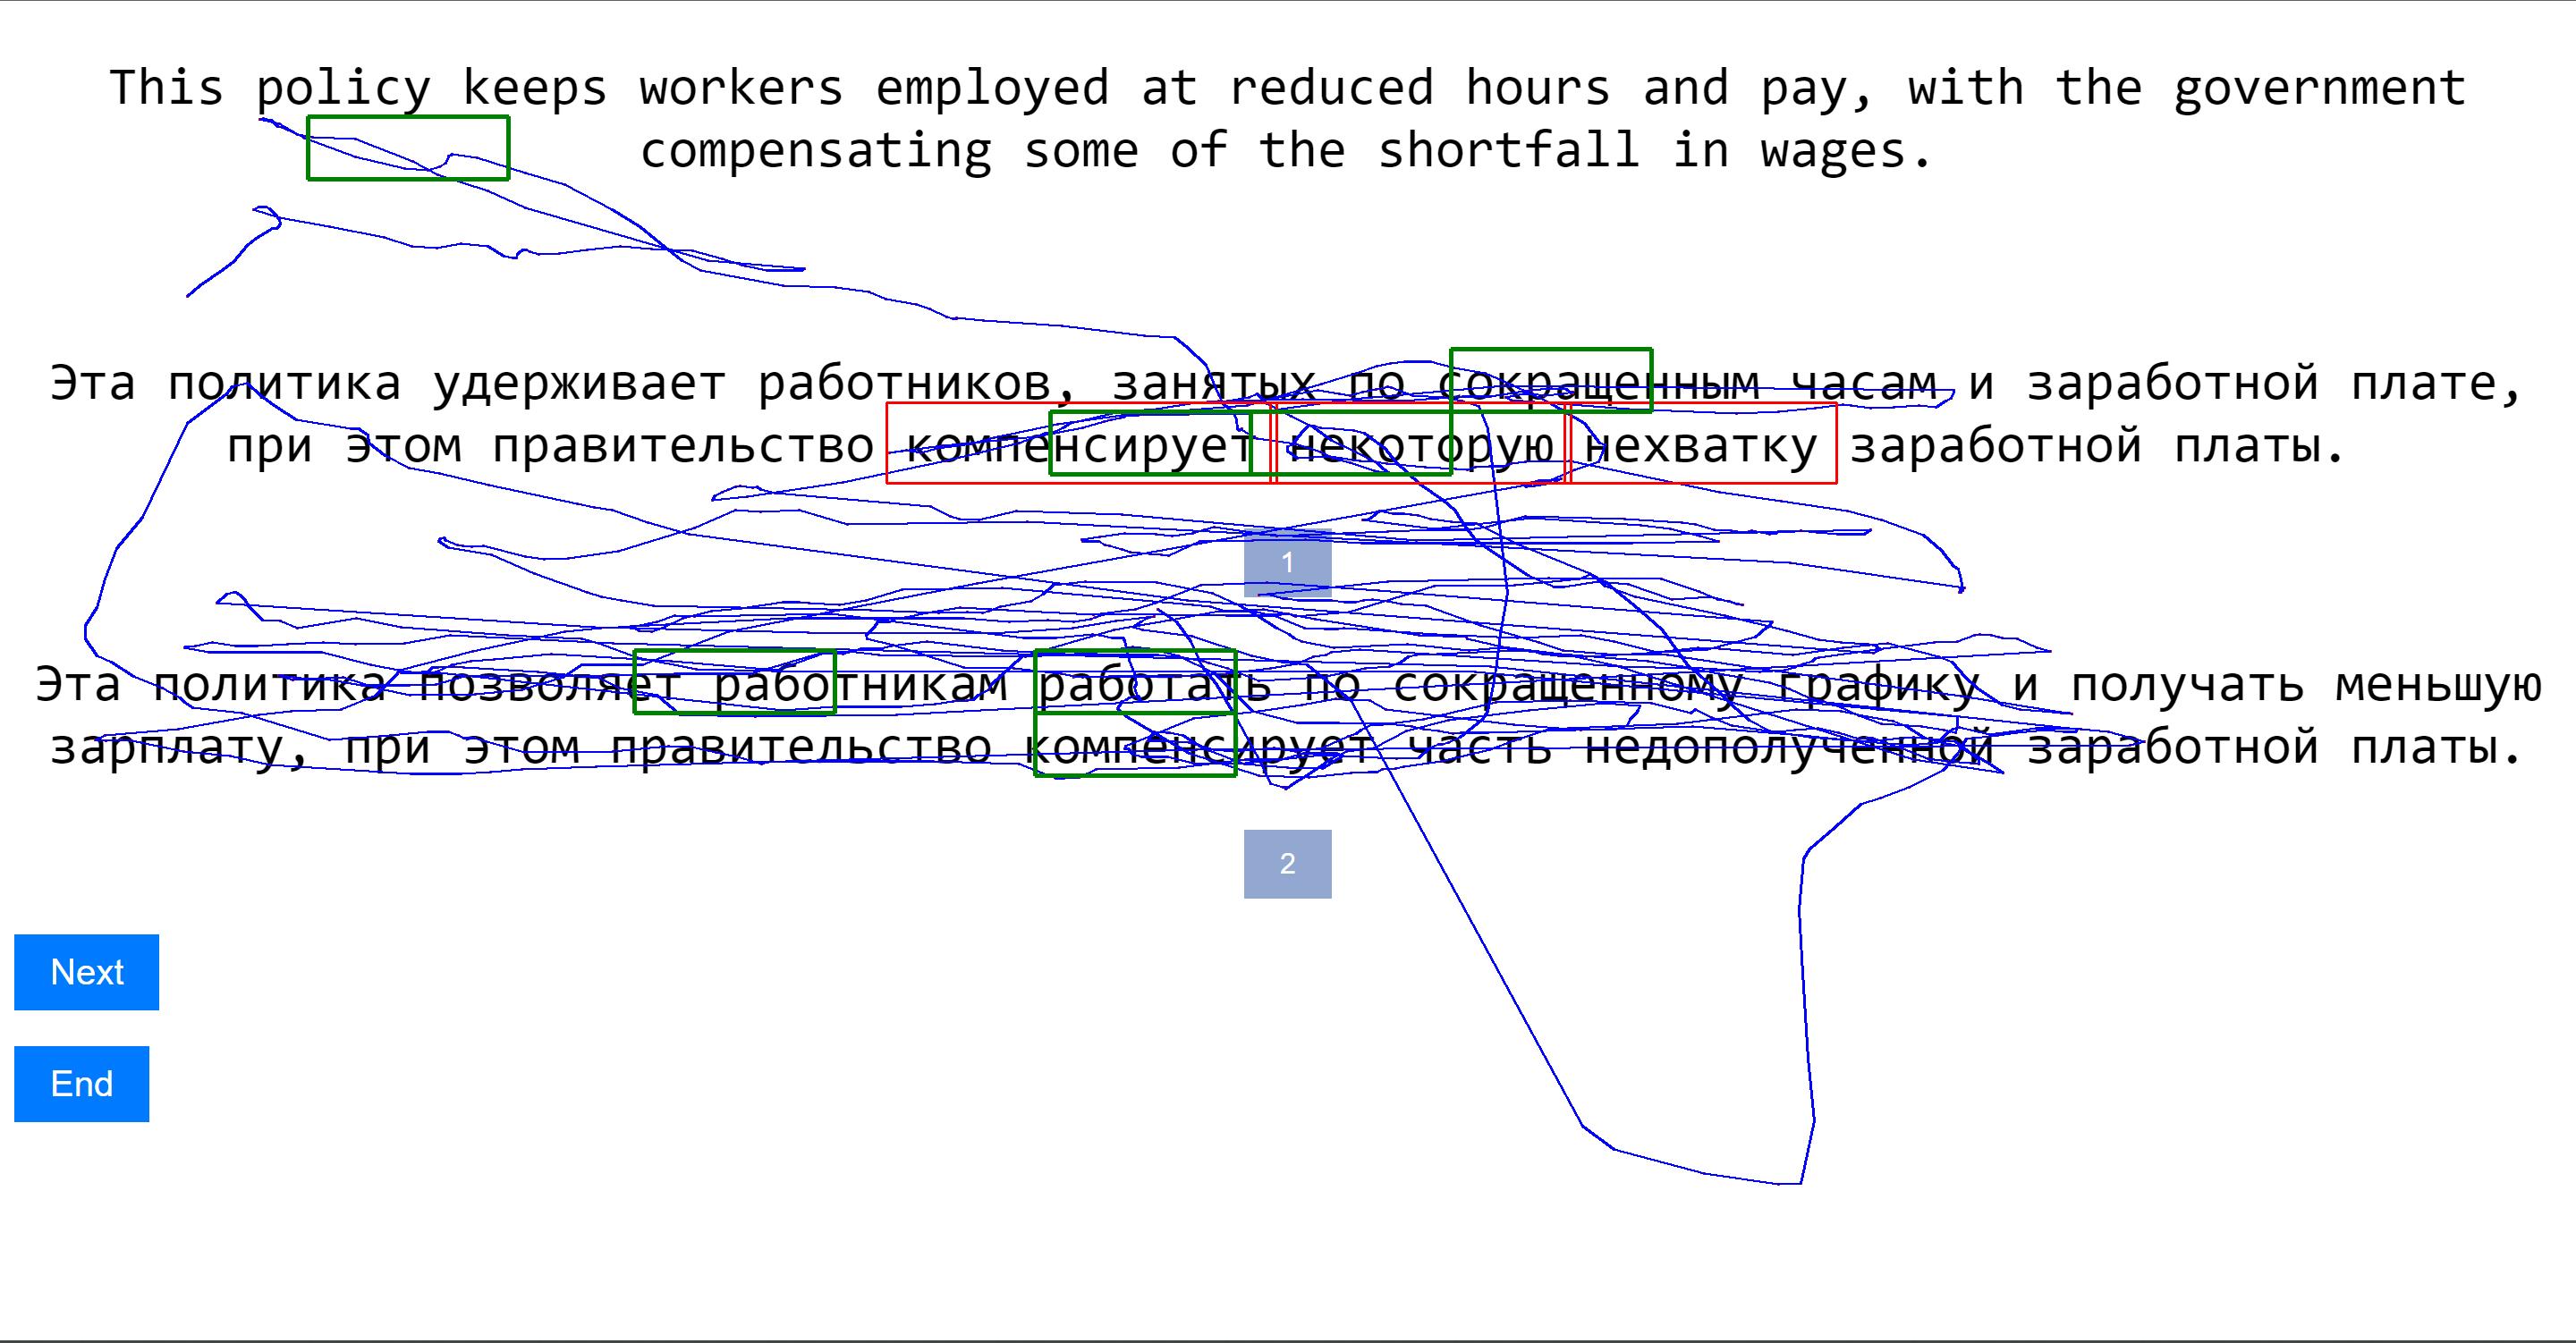 This policy keeps workers employed at reduced hours and pay, with the government
compensating some of the shortfall in wages.
Эта политика удерживает работников, занятых по сокращенным часам и заработной плате,
при этом правительство компенсирует некоторую нехватку заработной платы.
1
Эта политика позволяет работникам работать по сокращенному графику и получать меньшую
зарплату, при этом правительство компенсирует часть недополученной заработной платы.
2
Next
End